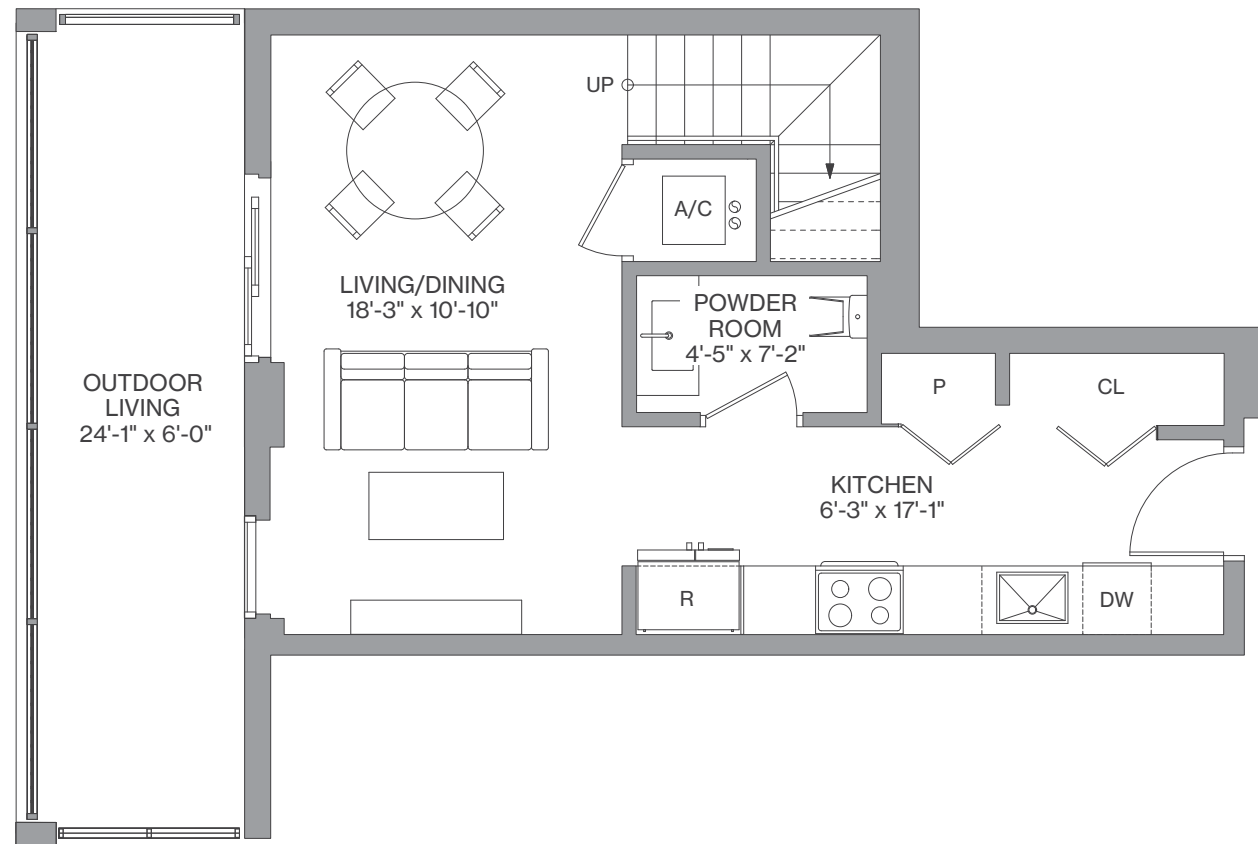 UP
A/C
LIVING/DINING
18'-3" x 10'-10"
POWDER
ROOM
4'-5" x 7'-2"
OUTDOOR
LIVING
24'-1" x 6'-0"
P
CL
KITCHEN
6'-3" x 17'-1"
R
DW